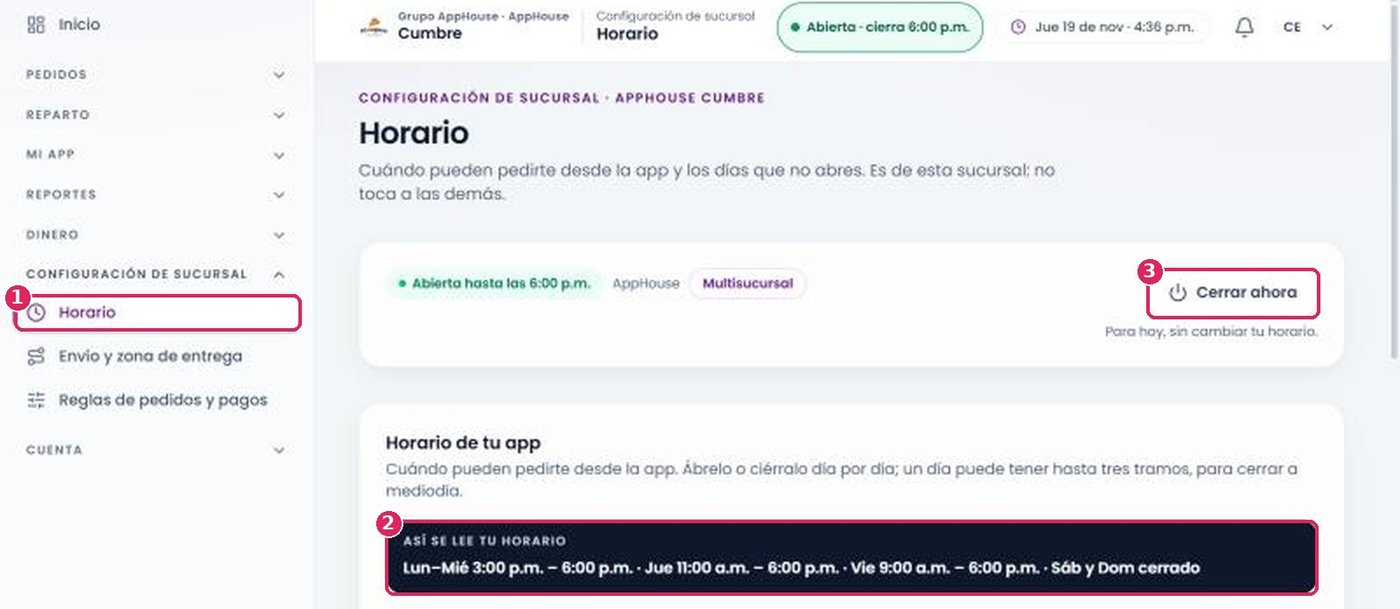 Inicio
PEDIDOS
REPARTO
MI APP
REPORTES
DINERO
CONFIGURACIÓN DE SUCURSAL
1
Horario
Envío y zona de entrega
Reglas de pedidos y pagos
CUENTA
Grupo AppHouse · AppHouse
Cumbre
Configuración de sucursal
Horario
Abierta · cierra 6:00 p.m.
Jue 19 de nov · 4:36 p.m.
CE
CONFIGURACIÓN DE SUCURSAL · APPHOUSE CUMBRE
Horario
Cuándo pueden pedirte desde la app y los días que no abres. Es de esta sucursal: no
toca a las demás.
Abierta hasta las 6:00 p.m.
AppHouse
Multisucursal
3
Cerrar ahora
Para hoy, sin cambiar tu horario.
Horario de tu app
Cuándo pueden pedirte desde la app. Ábrelo o ciérralo día por día; un día puede tener hasta tres tramos, para cerrar a
mediodía.
2
ASÍ SE LEE TU HORARIO
Lun–Mié 3:00 p.m. – 6:00 p.m. · Jue 11:00 a.m. – 6:00 p.m. · Vie 9:00 a.m. – 6:00 p.m. · Sáb y Dom cerrado